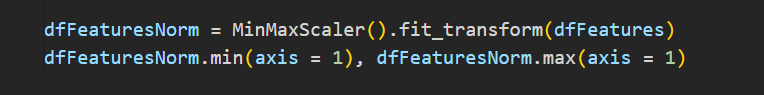 dfFeaturesNorm = MinMaxScaler().fit_transform(dfFeatures)
dfFeaturesNorm.min(axis = 1), dfFeaturesNorm.max(axis = 1)